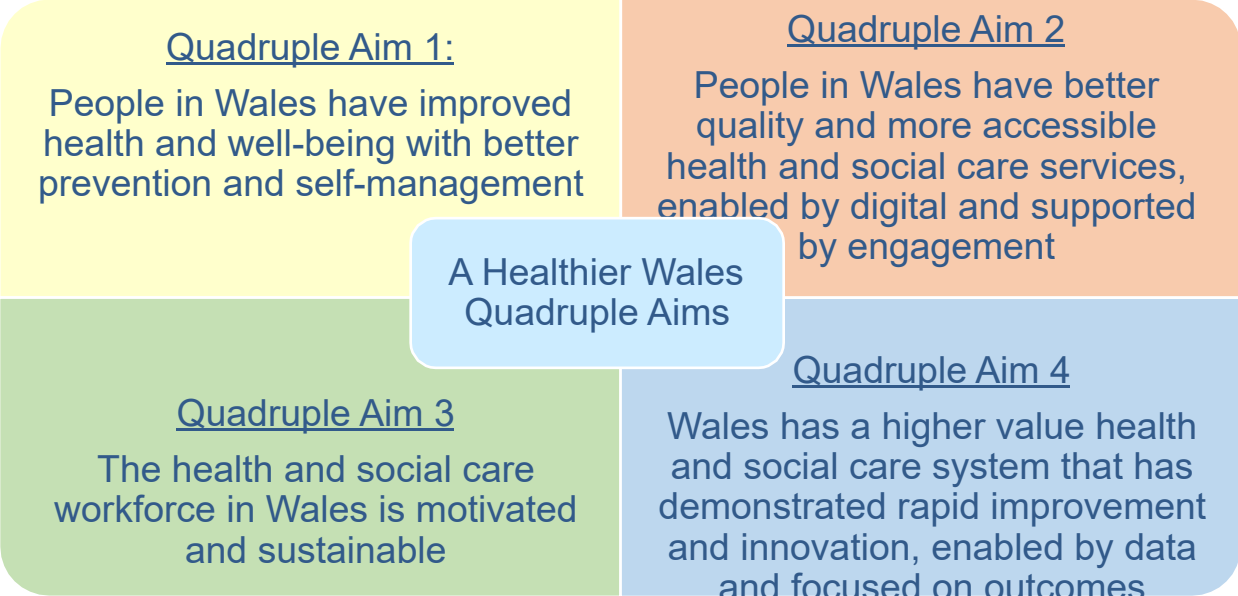 Quadruple Aim 1:
People in Wales have improved
health and well-being with better
prevention and self-management
Quadruple Aim 2
People in Wales have better
quality and more accessible
health and social care services,
enabled by digital and supported
by engagement
A Healthier Wales
Quadruple Aims
Quadruple Aim 3
The health and social care
workforce in Wales is motivated
and sustainable
Quadruple Aim 4
Wales has a higher value health
and social care system that has
demonstrated rapid improvement
and innovation, enabled by data
and focused on outcomes